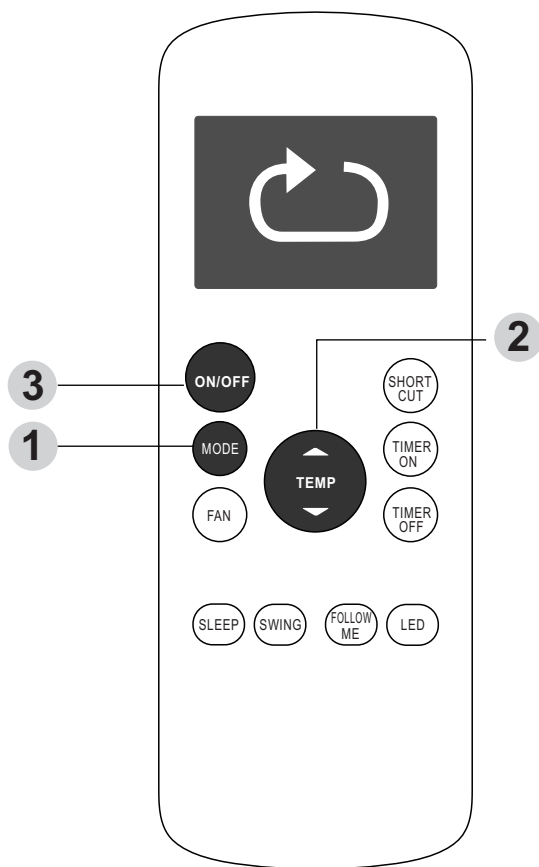 2
3
ON/OFF
SHORT
CUT
1
MODE
TIMER
ON
TEMP
FAN
TIMER
OFF
SLEEP
SWING
FOLLOW
ME
LED